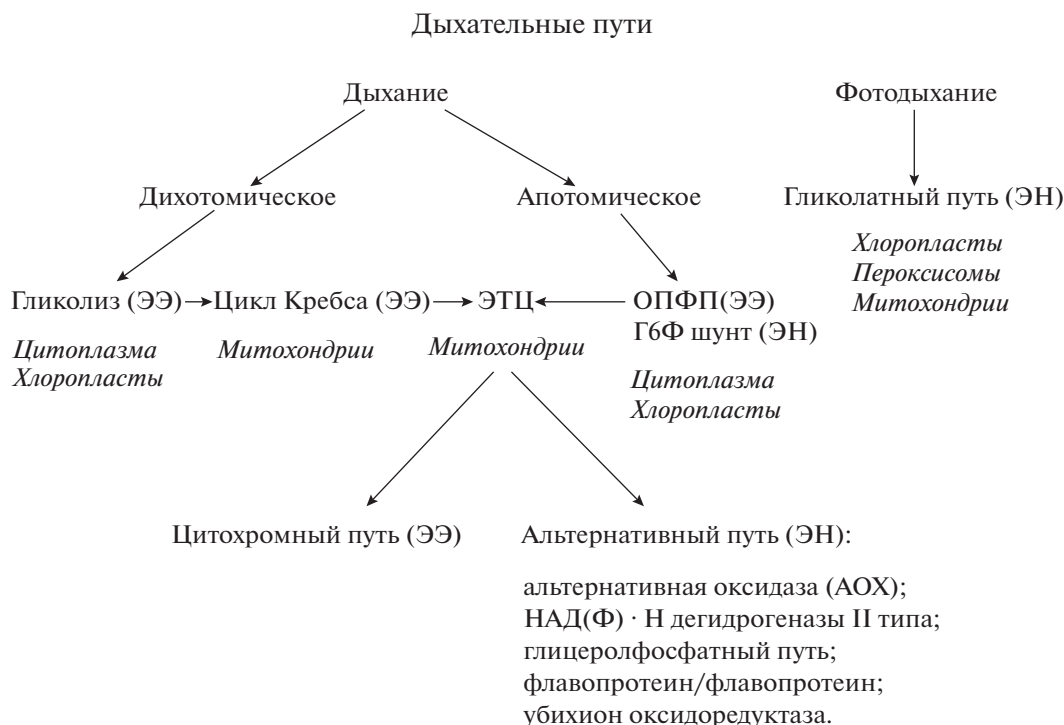 Дыхательные пути
Дыхание
Фотодыхание
Дихотомическое
Апотомическое
Гликолатный путь (ЭН)
Хлоропласты
Пероксисомы
Митохондрии
Гликолиз (ЭЭ)
Цикл Кребса (ЭЭ)
ЭТЦ
ОПФП(ЭЭ)
Г6Ф шунт (ЭН)
Цитоплазма
Хлоропласты
Митохондрии
Митохондрии
Цитоплазма
Хлоропласты
Цитохромный путь (ЭЭ)
Альтернативный путь (ЭН):
альтернативная оксидаза (АОХ);
НАД(Ф) · Н дегидрогеназы II типа;
глицеролфосфатный путь;
флавопротеин/флавопротеин;
убихион оксидоредуктаза.